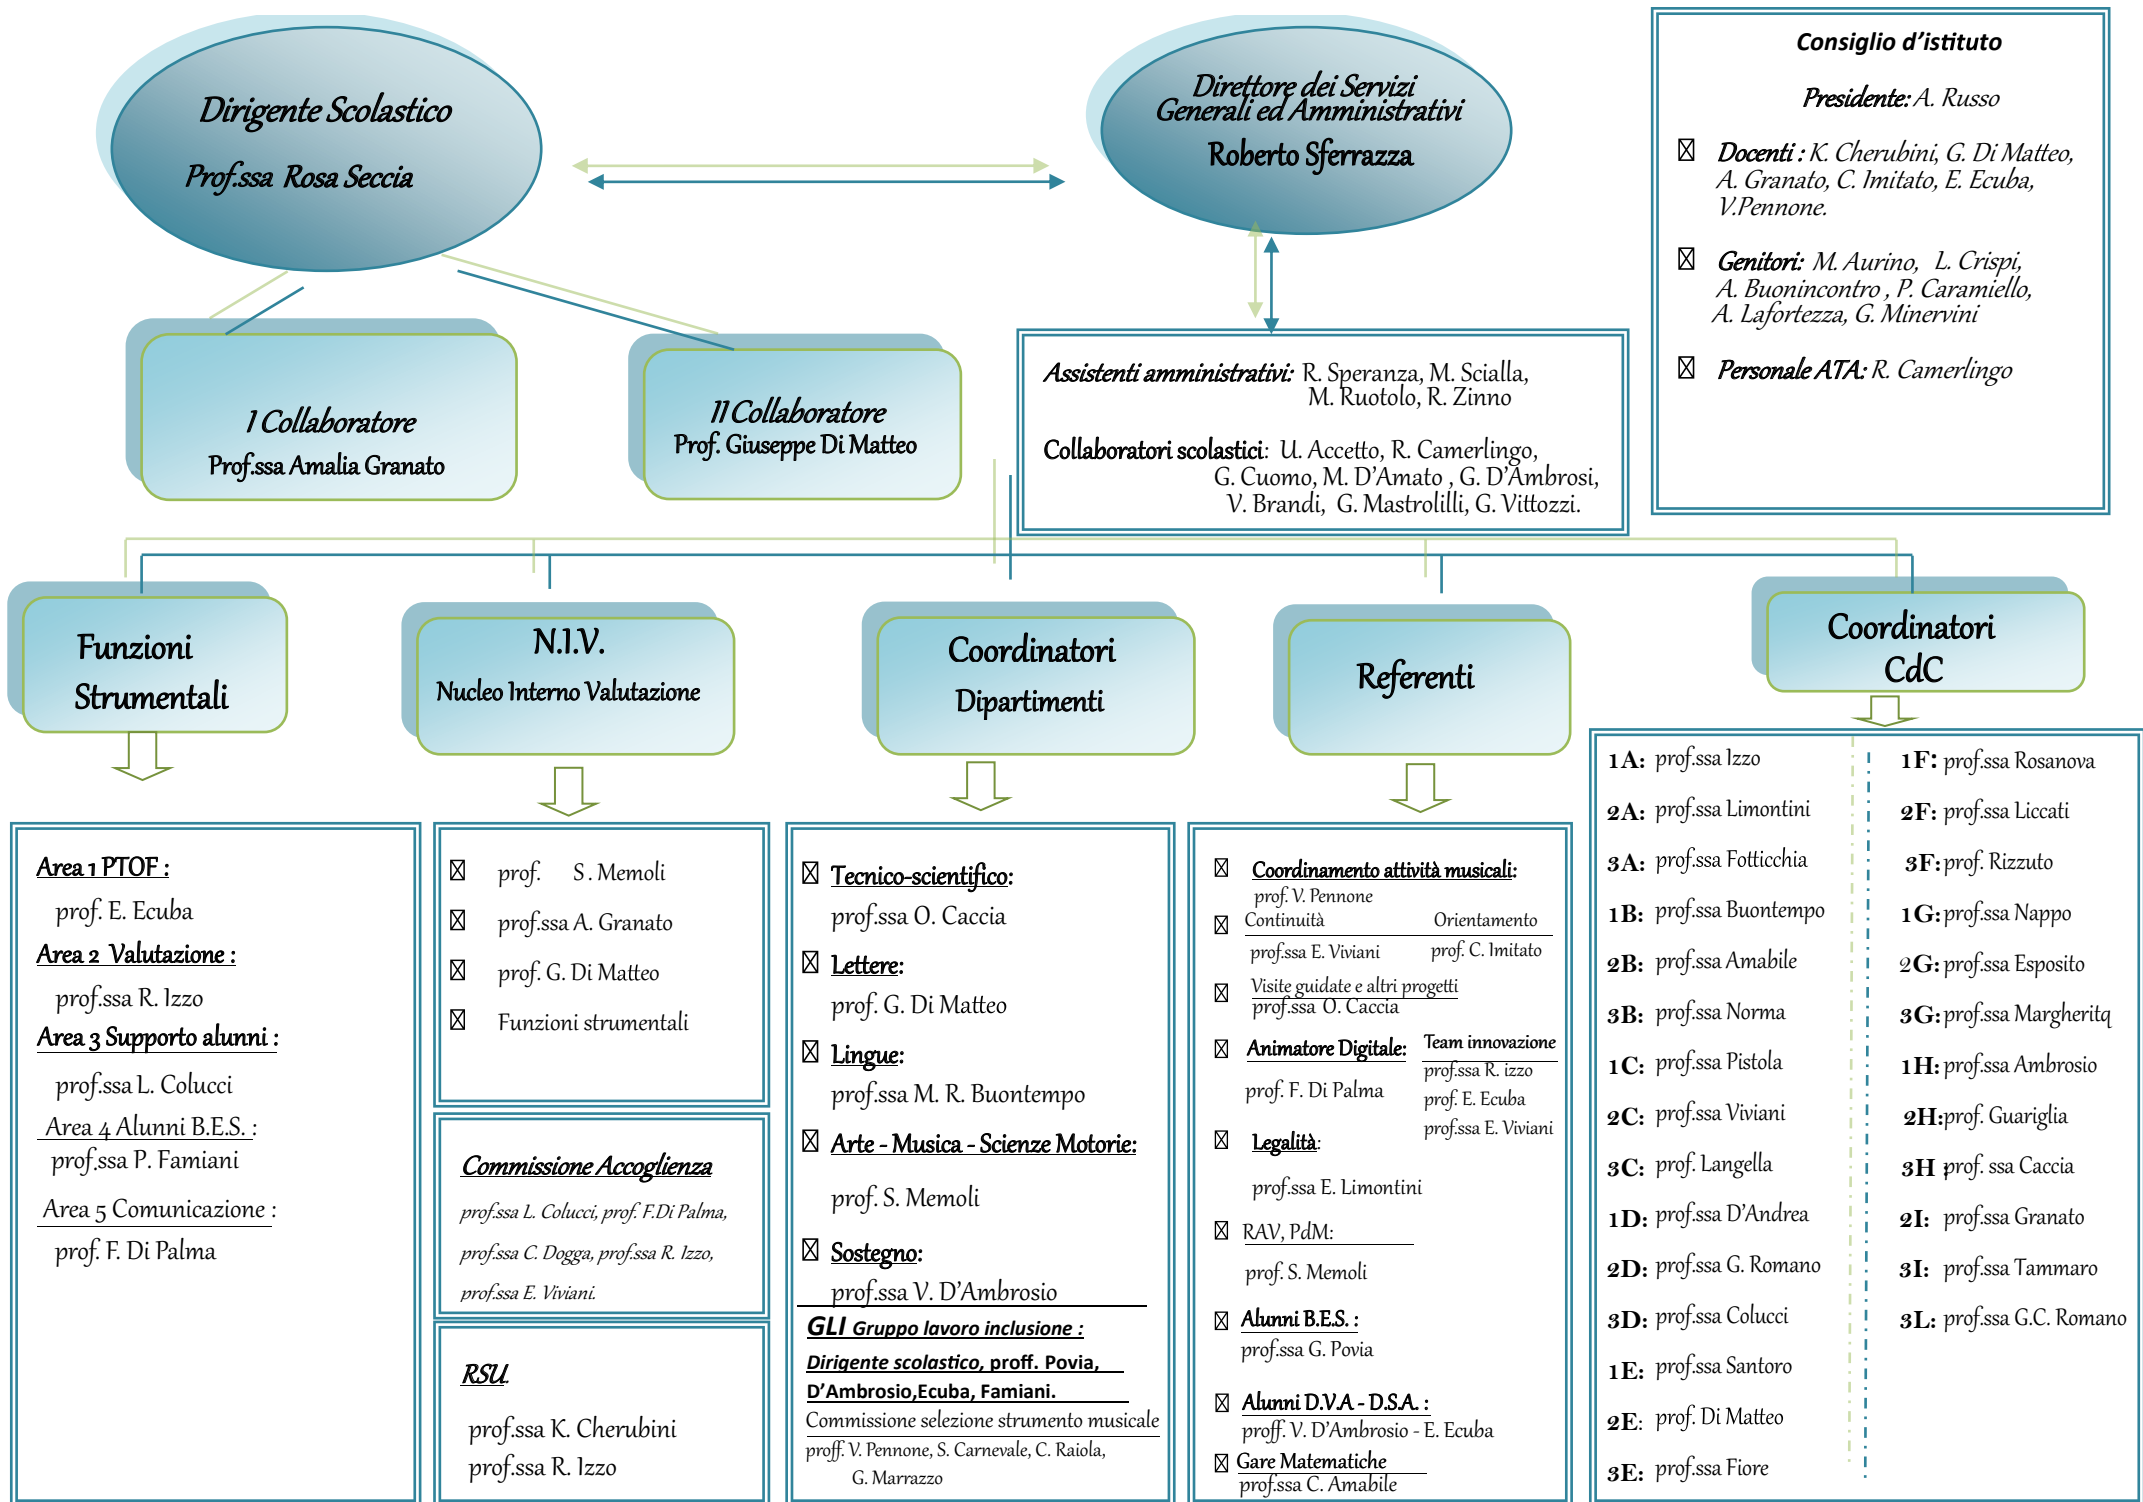 Dirigente Scolastico
Prof.ssa Rosa Seccia
Direttore dei Servizi
Generali ed Amministrativi
Roberto Sferrazza
Consiglio d'istituto
Presidente: A. Russo
Docenti : K. Cherubini, G. Di Matteo,
A. Granato, C. Imitato, E. Ecuba,
V.Pennone.
Genitori: M. Aurino, L. Crispi,
A. Buonincontro , P. Caramiello,
A. Lafortezza, G. Minervini
Personale ATA: R. Camerlingo
I Collaboratore
Prof.ssa Amalia Granato
II Collaboratore
Prof. Giuseppe Di Matteo
Assistenti amministrativi: R. Speranza, M. Scialla,
M. Ruotolo, R. Zinno
Collaboratori scolastici: U. Accetto, R. Camerlingo,
G. Cuomo, M. D'Amato , G. D'Ambrosi,
V. Brandi, G. Mastrolilli, G. Vittozzi.
Funzioni
Strumentali
N.I.V.
Nucleo Interno Valutazione
Coordinatori
Dipartimenti
Referenti
Coordinatori
CdC
Area 1 PTOF :
prof. E. Ecuba
Area 2 Valutazione :
prof.ssa R. Izzo
Area 3 Supporto alunni :
prof.ssa L. Colucci
Area 4 Alunni B.E.S. :
prof.ssa P. Famiani
Area 5 Comunicazione :
prof. F. Di Palma
prof. S . Memoli
prof.ssa A. Granato
prof. G. Di Matteo
Funzioni strumentali
Commissione Accoglienza
prof.ssa L. Colucci, prof. F.Di Palma,
prof.ssa C. Dogga, prof.ssa R. Izzo,
prof.ssa E. Viviani.
RSU.
prof.ssa K. Cherubini
prof.ssa R. Izzo
Tecnico-scientifico:
prof.ssa O. Caccia
Lettere:
prof. G. Di Matteo
Lingue:
prof.ssa M. R. Buontempo
Arte - Musica - Scienze Motorie:
prof. S. Memoli
Sostegno:
prof.ssa V. D'Ambrosio
GLI Gruppo lavoro inclusione :
Dirigente scolastico, proff. Povia,
D'Ambrosio,Ecuba, Famiani.
Commissione selezione strumento musicale
proff. V. Pennone, S. Carnevale, C. Raiola,
G. Marrazzo
Coordinamento attività musicali:
prof. V. Pennone
Continuità Orientamento
prof.ssa E. Viviani prof. C. Imitato
Visite guidate e altri progetti
prof.ssa O. Caccia
Animatore Digitale:
prof. F. Di Palma
Team innovazione
prof.ssa R. izzo
prof. E. Ecuba
prof.ssa E. Viviani
Legalità:
prof.ssa E. Limontini
RAV, PdM:
prof. S. Memoli
Alunni B.E.S. :
prof.ssa G. Povia
Alunni D.V.A - D.S.A. :
proff. V. D'Ambrosio - E. Ecuba
Gare Matematiche
prof.ssa C. Amabile
1A: prof.ssa Izzo
2A: prof.ssa Limontini
3A: prof.ssa Fotticchia
1B: prof.ssa Buontempo
2B: prof.ssa Amabile
3B: prof.ssa Norma
1C: prof.ssa Pistola
2C: prof.ssa Viviani
3C: prof. Langella
1D: prof.ssa D'Andrea
2D: prof.ssa G. Romano
3D: prof.ssa Colucci
1E: prof.ssa Santoro
2E: prof. Di Matteo
3E: prof.ssa Fiore
1F: prof.ssa Rosanova
2F: prof.ssa Liccati
3F: prof. Rizzuto
1G: prof.ssa Nappo
2G: prof.ssa Esposito
3G: prof.ssa Margheritq
1H: prof.ssa Ambrosio
2H: prof. Guariglia
3H : prof. ssa Caccia
2I: prof.ssa Granato
3I: prof.ssa Tammaro
3L: prof.ssa G.C. Romano